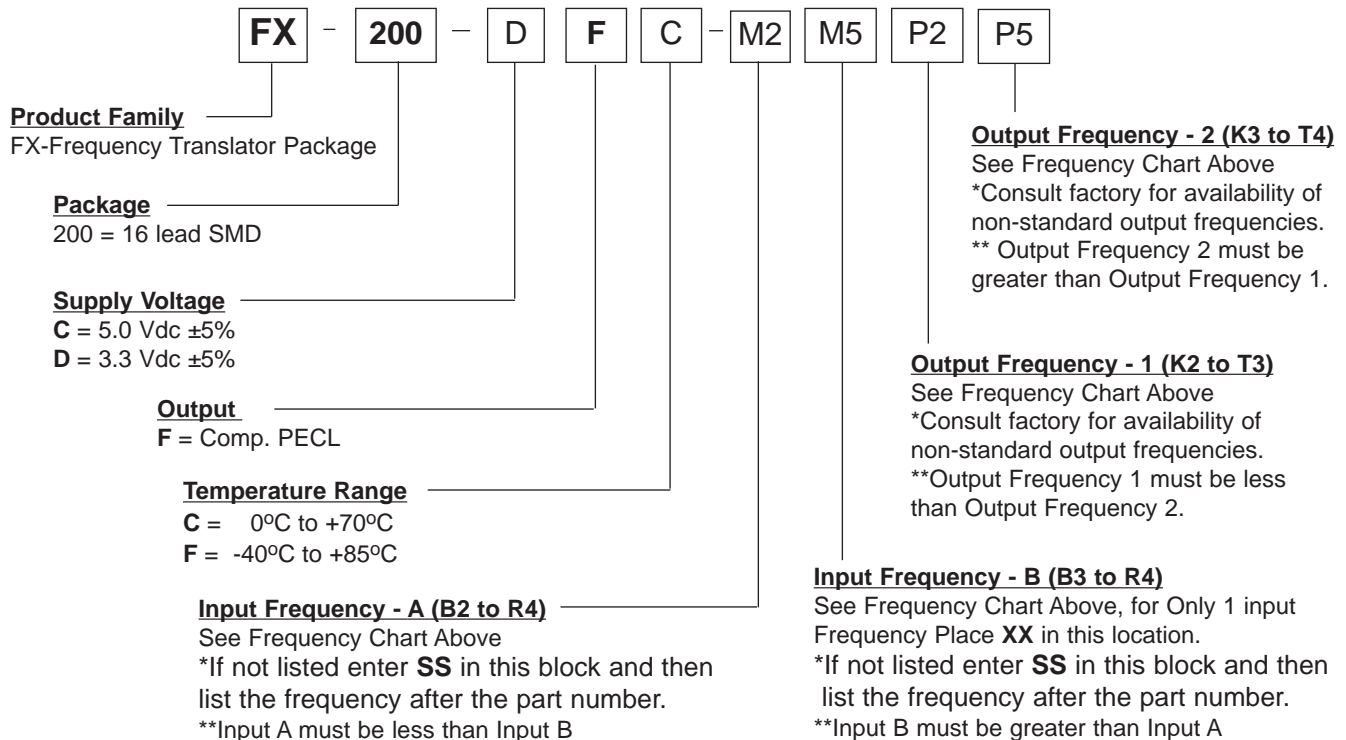 FX - 200 - D F C - M2 M5 P2 P5
Product Family
FX-Frequency Translator Package
Package
200 = 16 lead SMD
Supply Voltage
C = 5.0 Vdc ±5%
D = 3.3 Vdc ±5%
Output
F = Comp. PECL
Temperature Range
C = 0ºC to +70ºC
F = -40ºC to +85ºC
Input Frequency - A (B2 to R4)
See Frequency Chart Above
*If not listed enter SS in this block and then
list the frequency after the part number.
**Input A must be less than Input B
Input Frequency - B (B3 to R4)
See Frequency Chart Above, for Only 1 input
Frequency Place XX in this location.
*If not listed enter SS in this block and then
list the frequency after the part number.
**Input B must be greater than Input A
Output Frequency - 1 (K2 to T3)
See Frequency Chart Above
*Consult factory for availability of
non-standard output frequencies.
**Output Frequency 1 must be less
than Output Frequency 2.
Output Frequency - 2 (K3 to T4)
See Frequency Chart Above
*Consult factory for availability of
non-standard output frequencies.
** Output Frequency 2 must be
greater than Output Frequency 1.